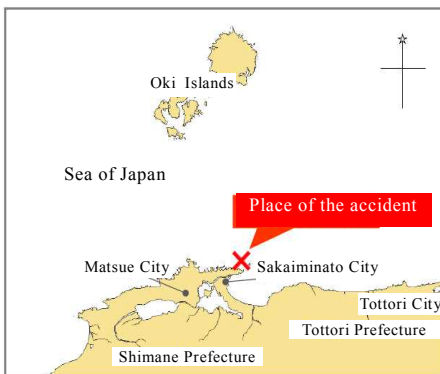 Oki Islands
Sea of Japan
Place of the accident
Matsue City
Sakaiminato City
Tottori City
Tottori Prefecture
Shimane Prefecture